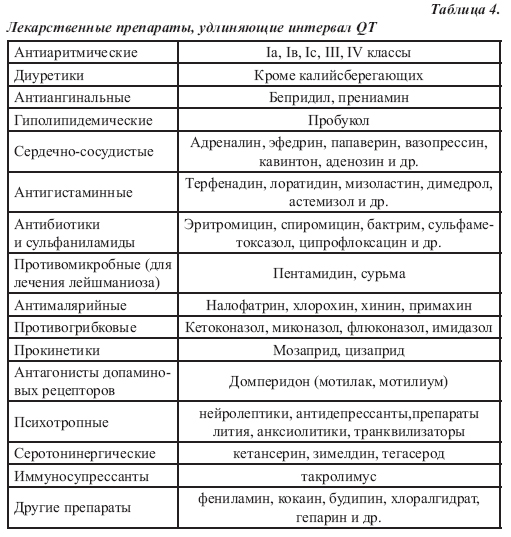 Таблица 4.
Лекарственные препараты, удлиняющие интервал QT
Антиаритмические Iа, Iв, Iс, III, IV классы
Диуретики Кроме калийсберегающих
Антиангинальные Бепридил, прениамин
Гиполипидемические Пробукол
Сердечно-сосудистые Адреналин, эфедрин, папаверин, вазопрессин,
кавинтон, аденозин и др.
Антигистаминные Терфенадин, лоратидин, мизоластин, димедрол,
астемизол и др.
Антибиотики Эритромицин, спиромицин, бактрим, сульфаме-
и сульфаниламиды токсазол, ципрофлоксацин и др.
Противомикробные (для
лечения лейшманиоза) Пентамидин, сурьма
Антималярийные Налофатрин, хлорохин, хинин, примахин
Противогрибковые Кетоконазол, миконазол, флюконазол, имидазол
Прокинетики Мозаприд, цизаприд
Антагонисты допамино-
вых рецепторов Домперидон (мотилак, мотилиум)
Психотропные нейролептики, антидепрессанты,препараты
лития, анксиолитики, транквилизаторы
Серотонинергические кетансерин, зимелдин, тегасерод
Иммуносупрессанты такролимус
Другие препараты фениламин, кокаин, будипин, хлоралгидрат,
гепарин и др.